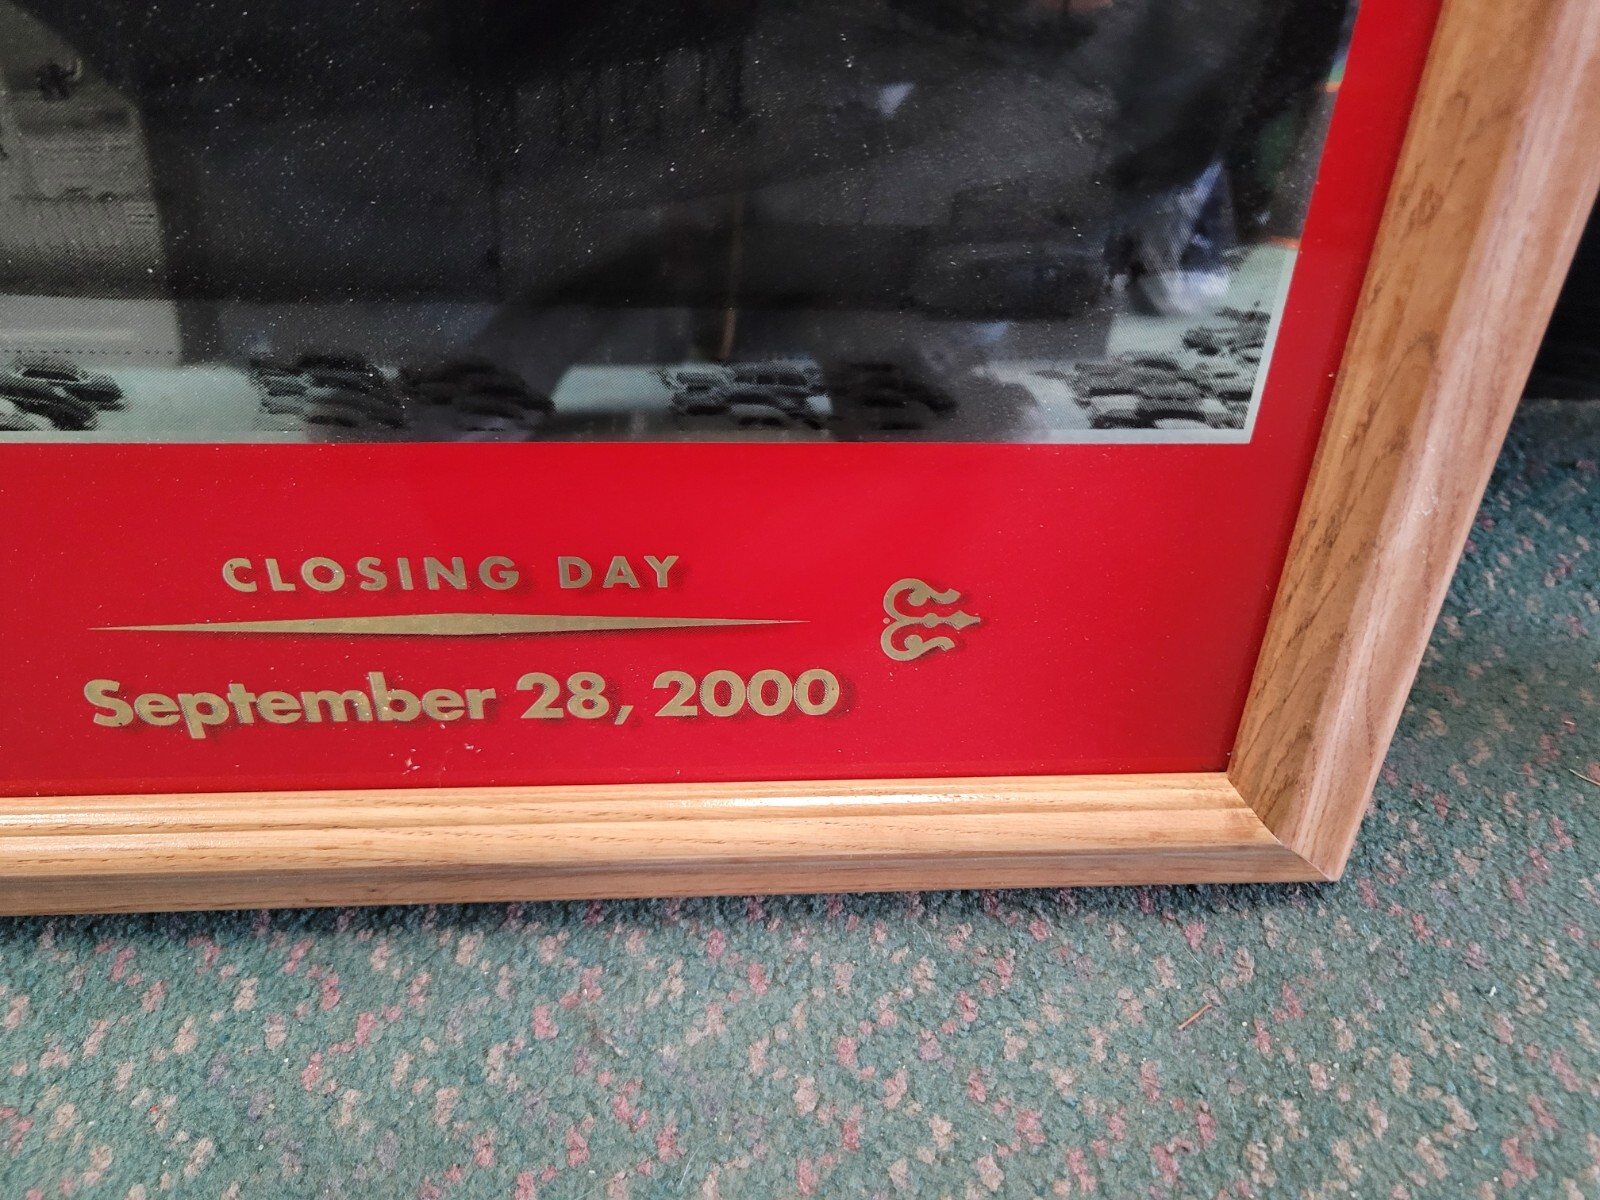 CLOSING DAY
September 28, 2000